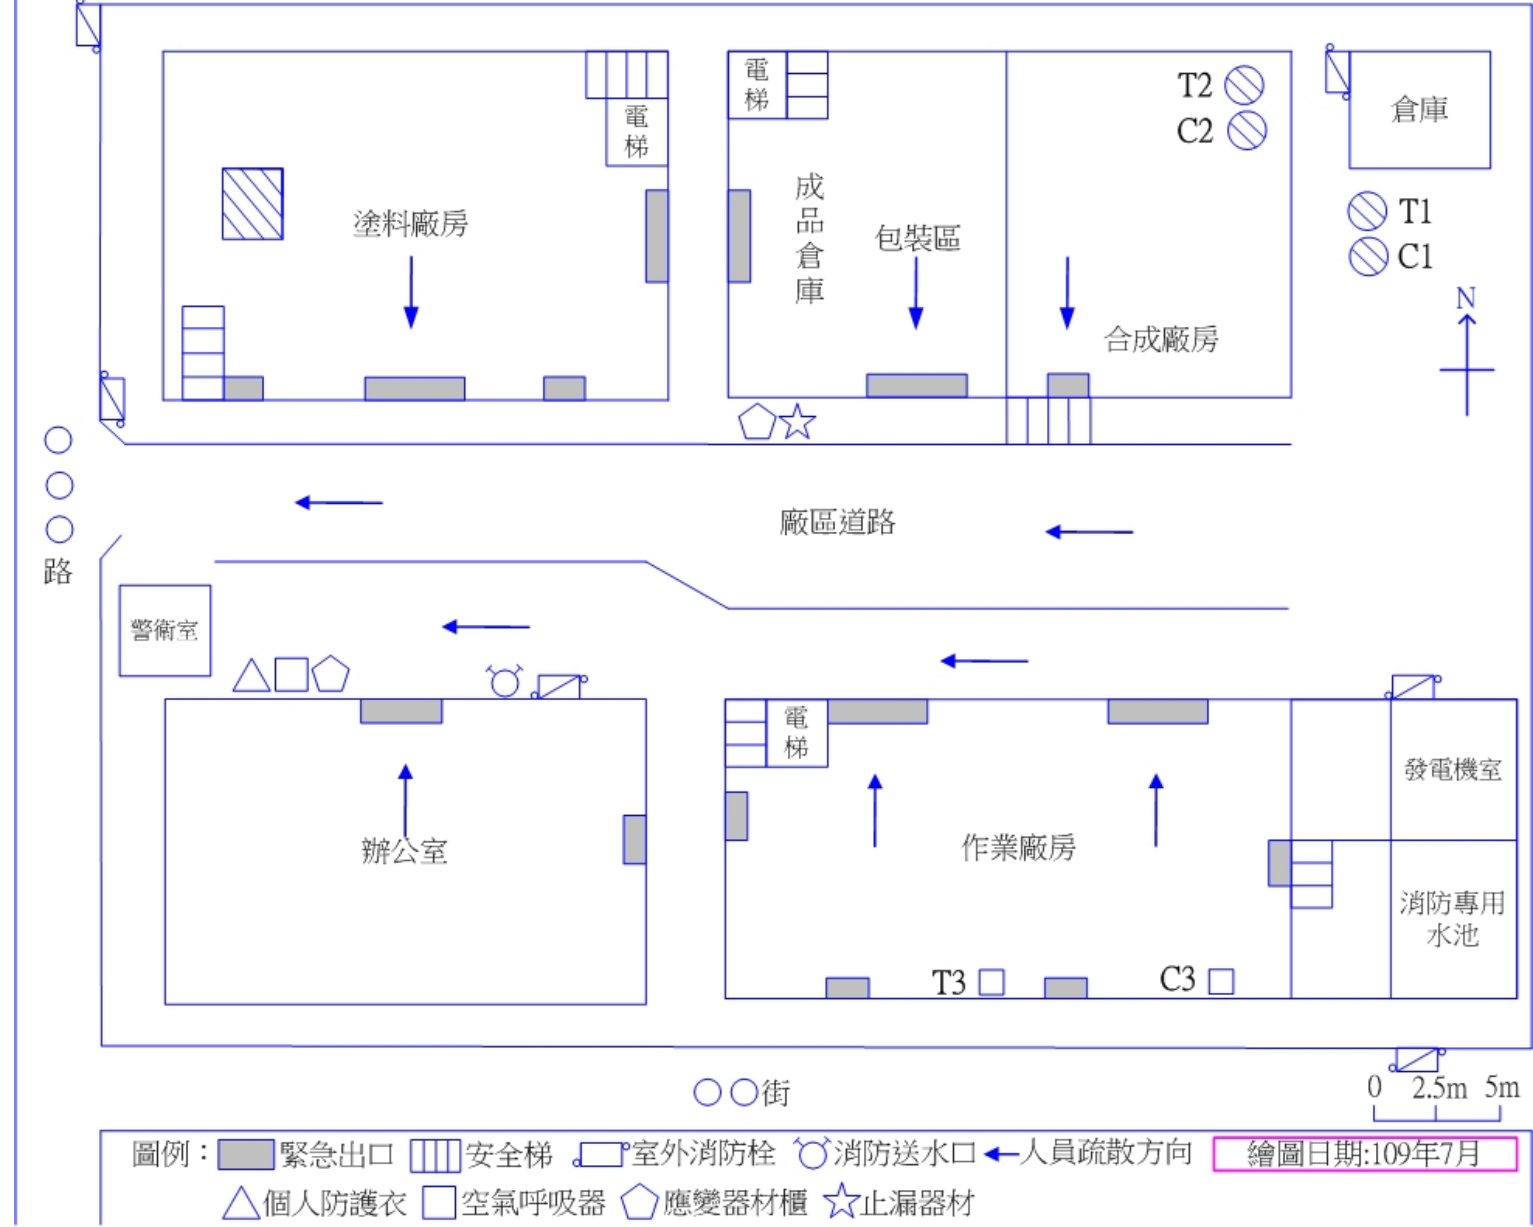 電梯
T2
C2
倉庫
電梯
成品倉庫
塗料廠房
包裝區
T1
C1
N
合成廠房
○○○路
廠區道路
警衛室
電梯
發電機室
辦公室
作業廠房
消防專用
水池
T3
C3
○○街
0 2.5m 5m
圖例：緊急出口 安全梯 室外消防栓 消防送水口 人員疏散方向 繪圖日期:109年7月
個人防護衣 空氣呼吸器 應變器材櫃 止漏器材